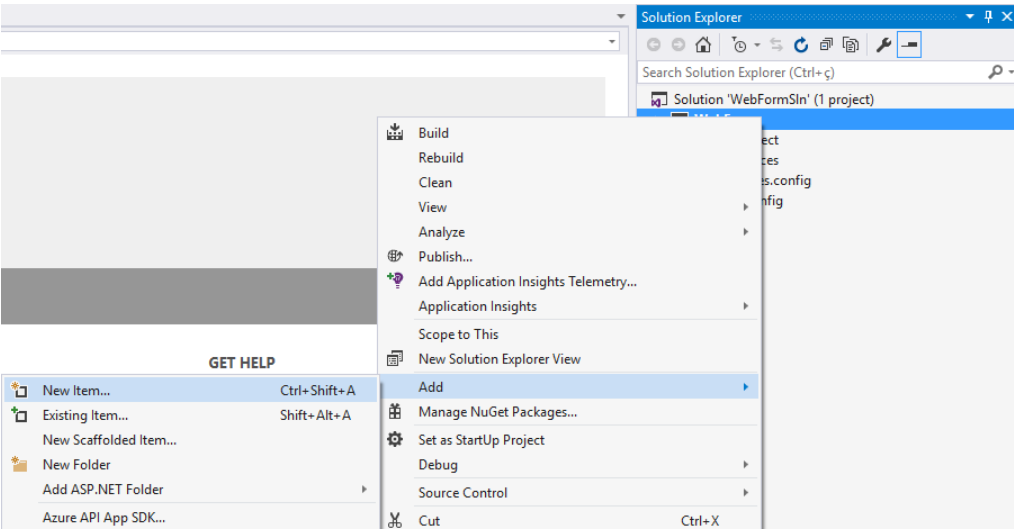 Solution Explorer
Search Solution Explorer (Ctrl+ç)
Solution 'WebFormSln' (1 project)
ect
ces
es.config
nfig
Build
Rebuild
Clean
View
Analyze
Publish...
Add Application Insights Telemetry...
Application Insights
Scope to This
New Solution Explorer View
Add
Manage NuGet Packages...
Set as StartUp Project
Debug
Source Control
Cut Ctrl+X
GET HELP
New Item... Ctrl+Shift+A
Existing Item... Shift+Alt+A
New Scaffolded Item...
New Folder
Add ASP.NET Folder
Azure API App SDK...